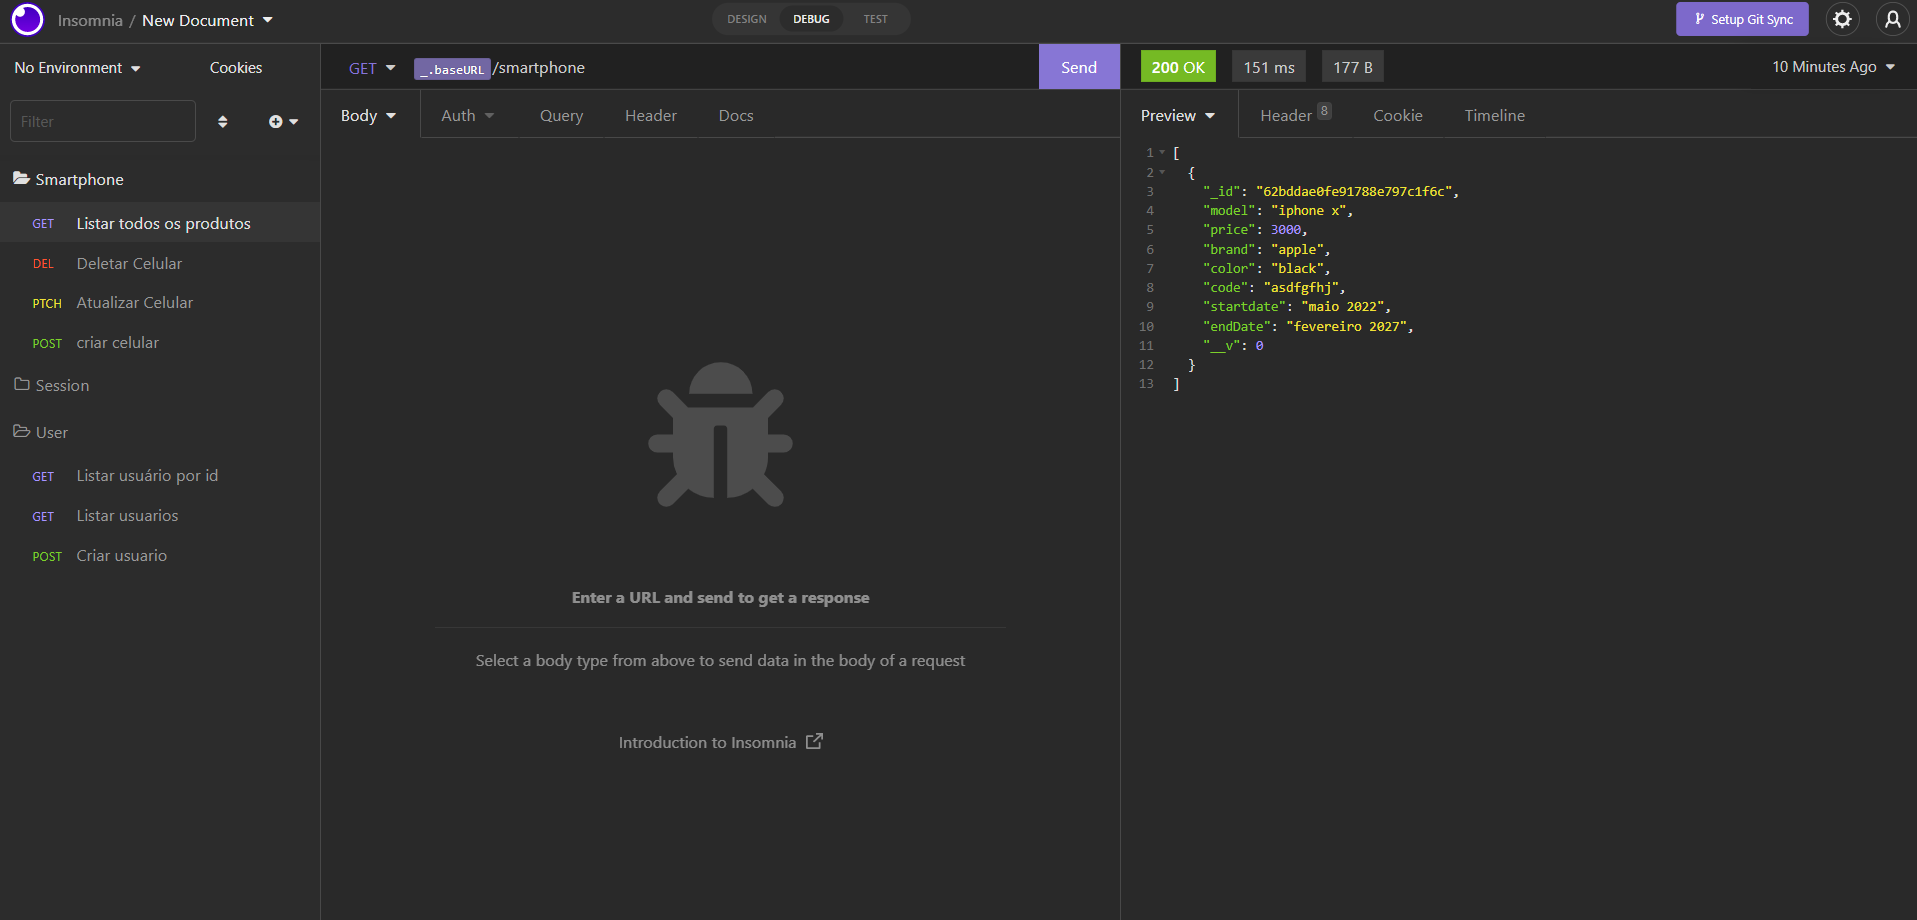 Insomnia / New Document
DESIGN DEBUG TEST
Setup Git Sync
No Environment Cookies
Filter
Smartphone
GET Listar todos os produtos
DEL Deletar Celular
PTCH Atualizar Celular
POST criar celular
Session
User
GET Listar usuário por id
GET Listar usuarios
POST Criar usuario
GET _.baseURL/smartphone Send
Body Auth Query Header Docs
Enter a URL and send to get a response
Select a body type from above to send data in the body of a request
Introduction to Insomnia
200 OK 151 ms 177 B 10 Minutes Ago
Preview Header 8 Cookie Timeline
1 [
2 {
3 "_id": "62bddae0fe91788e797c1f6c",
4 "model": "iphone x",
5 "price": 3000,
6 "brand": "apple",
7 "color": "black",
8 "code": "asdfgfhj",
9 "startdate": "maio 2022",
10 "endDate": "fevereiro 2027",
11 "__v": 0
12 }
13 ]